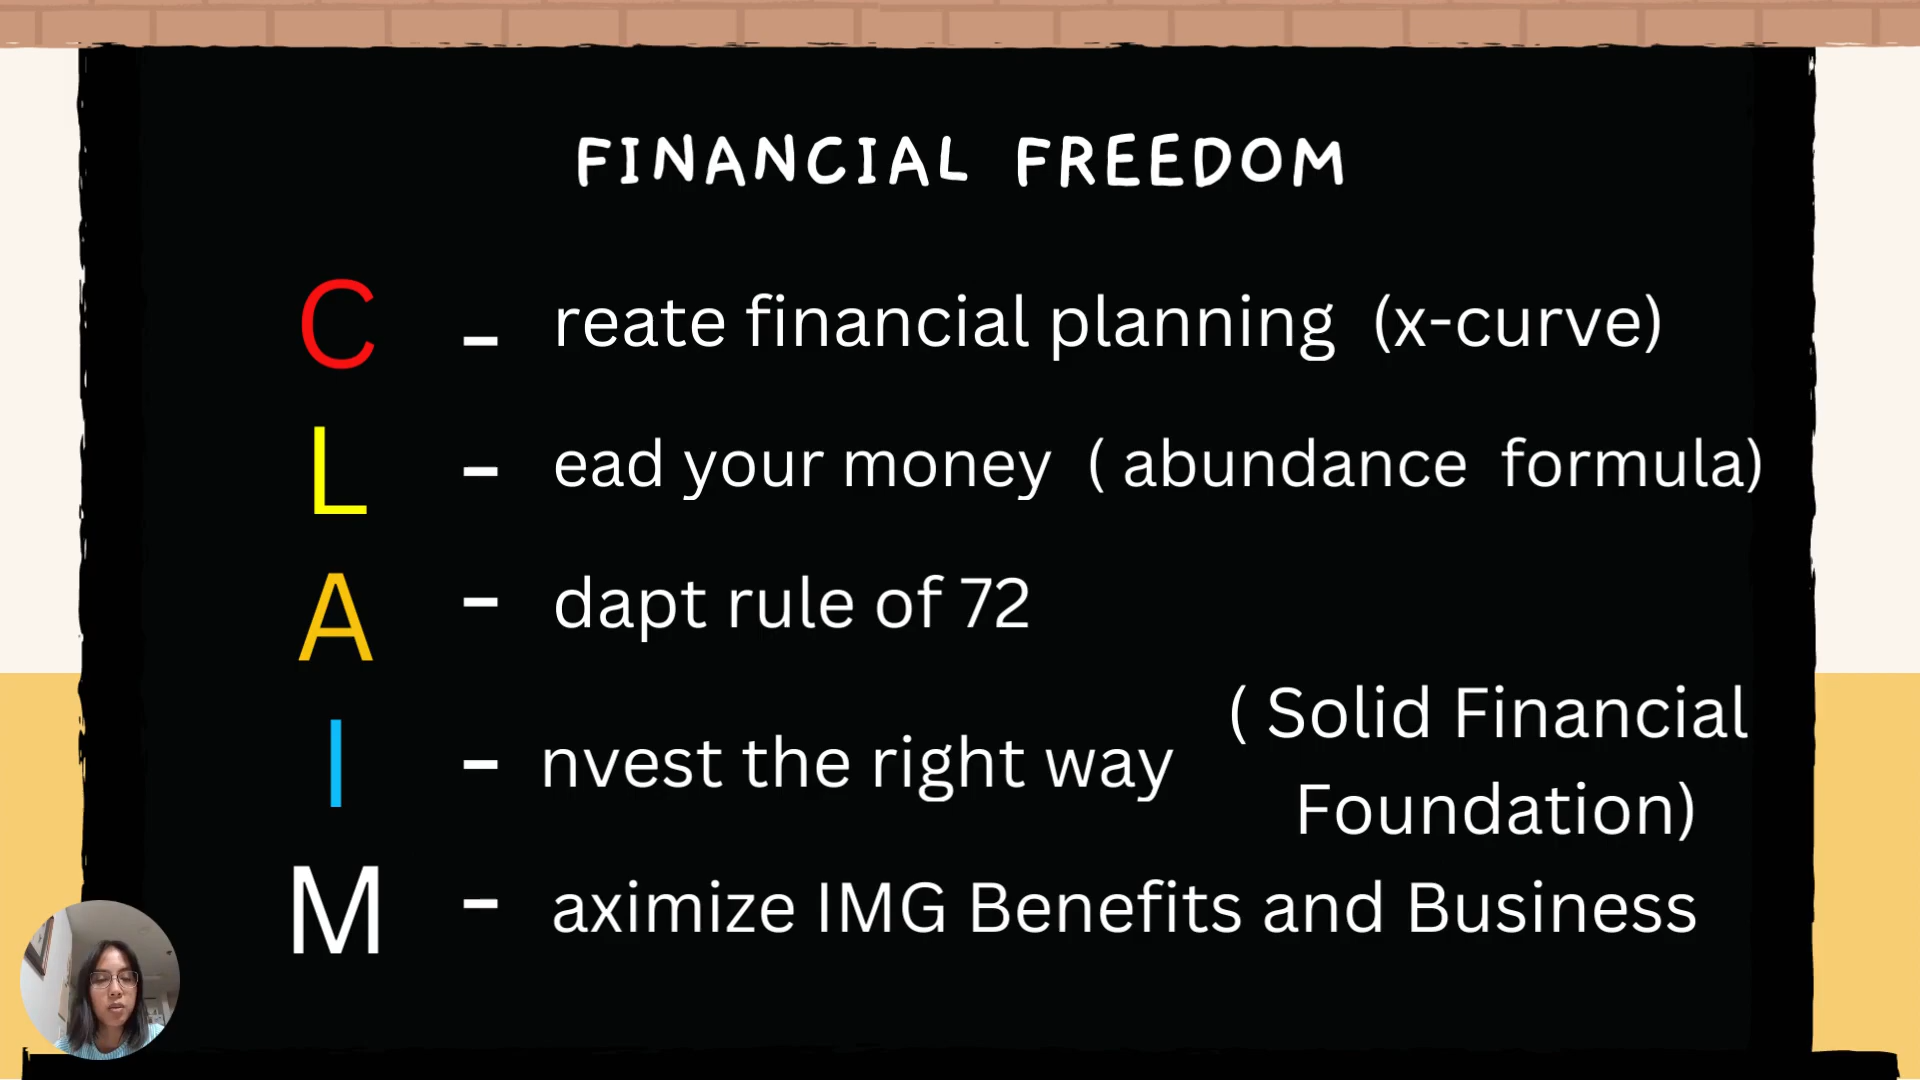 FINANCIAL FREEDOM
C - reate financial planning (x-curve)
L - ead your money ( abundance formula)
A - dapt rule of 72
I - nvest the right way ( Solid Financial
Foundation)
M - aximize IMG Benefits and Business